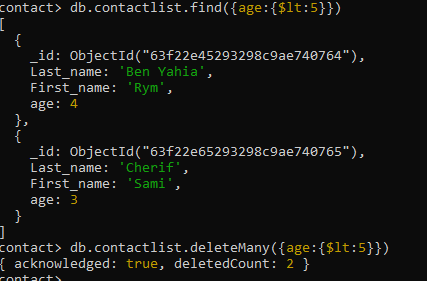 contact> db.contactlist.find({age:{$lt:5}})
[
  {
    _id: ObjectId("63f22e45293298c9ae740764"),
    Last_name: 'Ben Yahia',
    First_name: 'Rym',
    age: 4
  },
  {
    _id: ObjectId("63f22e65293298c9ae740765"),
    Last_name: 'Cherif',
    First_name: 'Sami',
    age: 3
  }
]
contact> db.contactlist.deleteMany({age:{$lt:5}})
{ acknowledged: true, deletedCount: 2 }
contact>